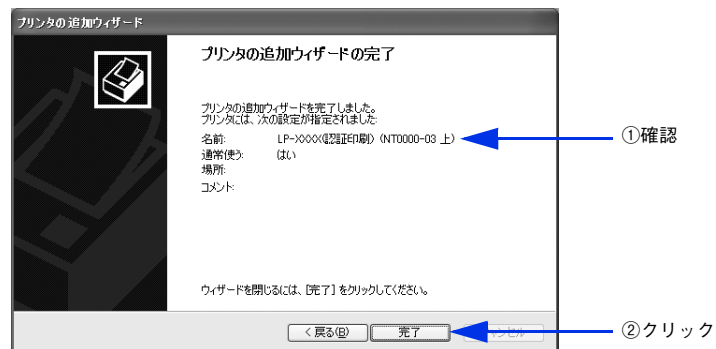 プリンタの追加ウィザード
プリンタの追加ウィザードの完了
プリンタの追加ウィザードを完了しました。
プリンタには、次の設定が指定されました:
名前: LP-XXXX(認証印刷) (NT0000-03 上)
①確認
通常使う: はい
場所:
コメント:
ウィザードを閉じるには、[完了] をクリックしてください。
< 戻る(B) 完了 キャンセル
②クリック